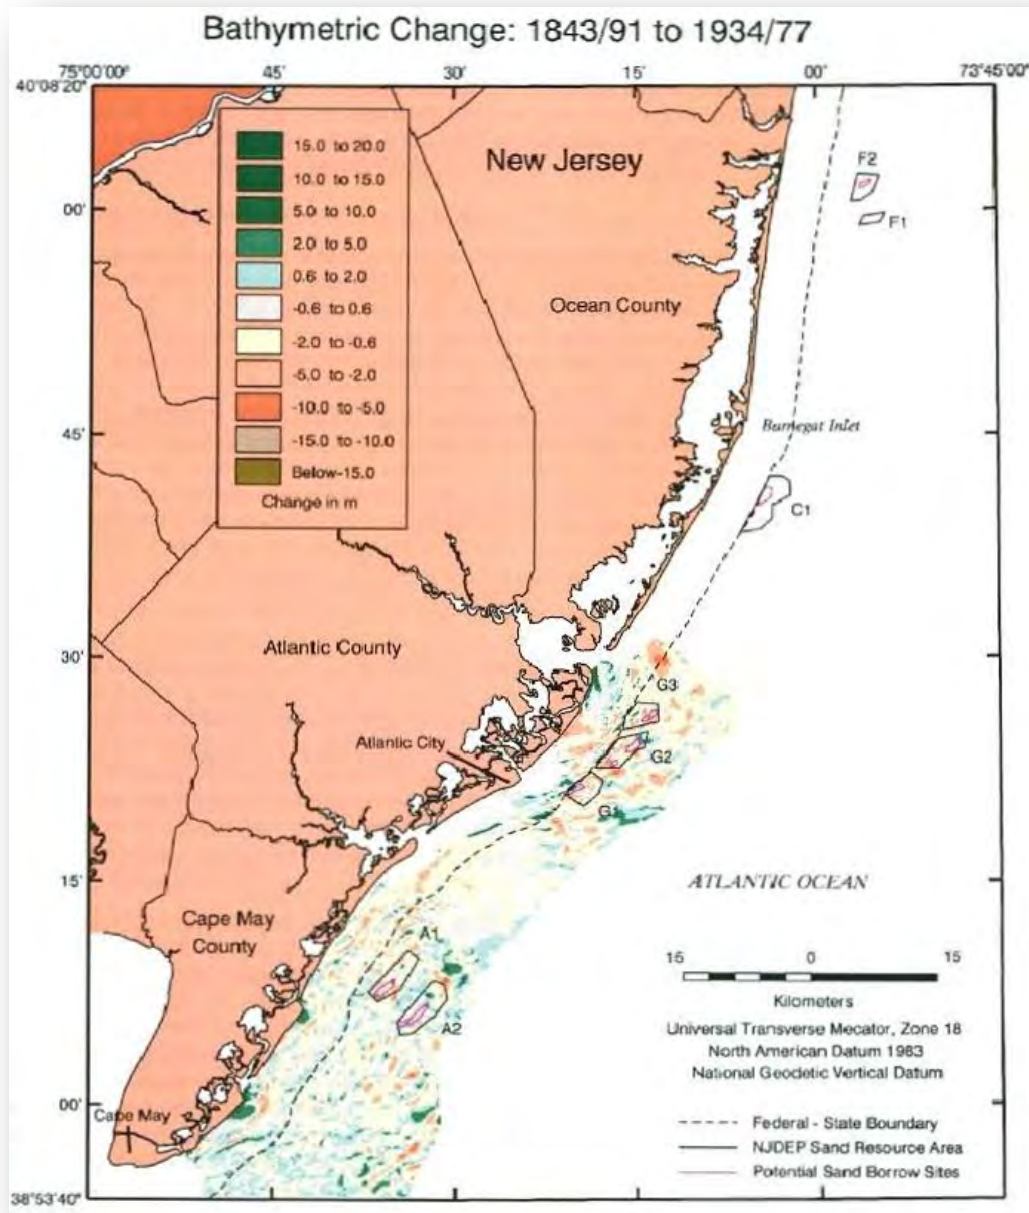 Bathymetric Change: 1843/91 to 1934/77
75°00'00"
45'
30'
15'
00'
73°45'00"
40°08'20"
00'
45'
30'
15'
00'
38°53'40"
15.0 to 20.0
10.0 to 15.0
5.0 to 10.0
2.0 to 5.0
0.6 to 2.0
-0.6 to 0.6
-2.0 to -0.6
-5.0 to -2.0
-10.0 to -5.0
-15.0 to -10.0
Below-15.0
Change in m
New Jersey
F2
F1
Ocean County
Barnegat Inlet
C1
Atlantic County
G3
Atlantic City
G2
G1
ATLANTIC OCEAN
Cape May
County
A1
A2
Cape May
15 0 15
Kilometers
Universal Transverse Mecator, Zone 18
North American Datum 1983
National Geodetic Vertical Datum
Federal - State Boundary
NJDEP Sand Resource Area
Potential Sand Borrow Sites